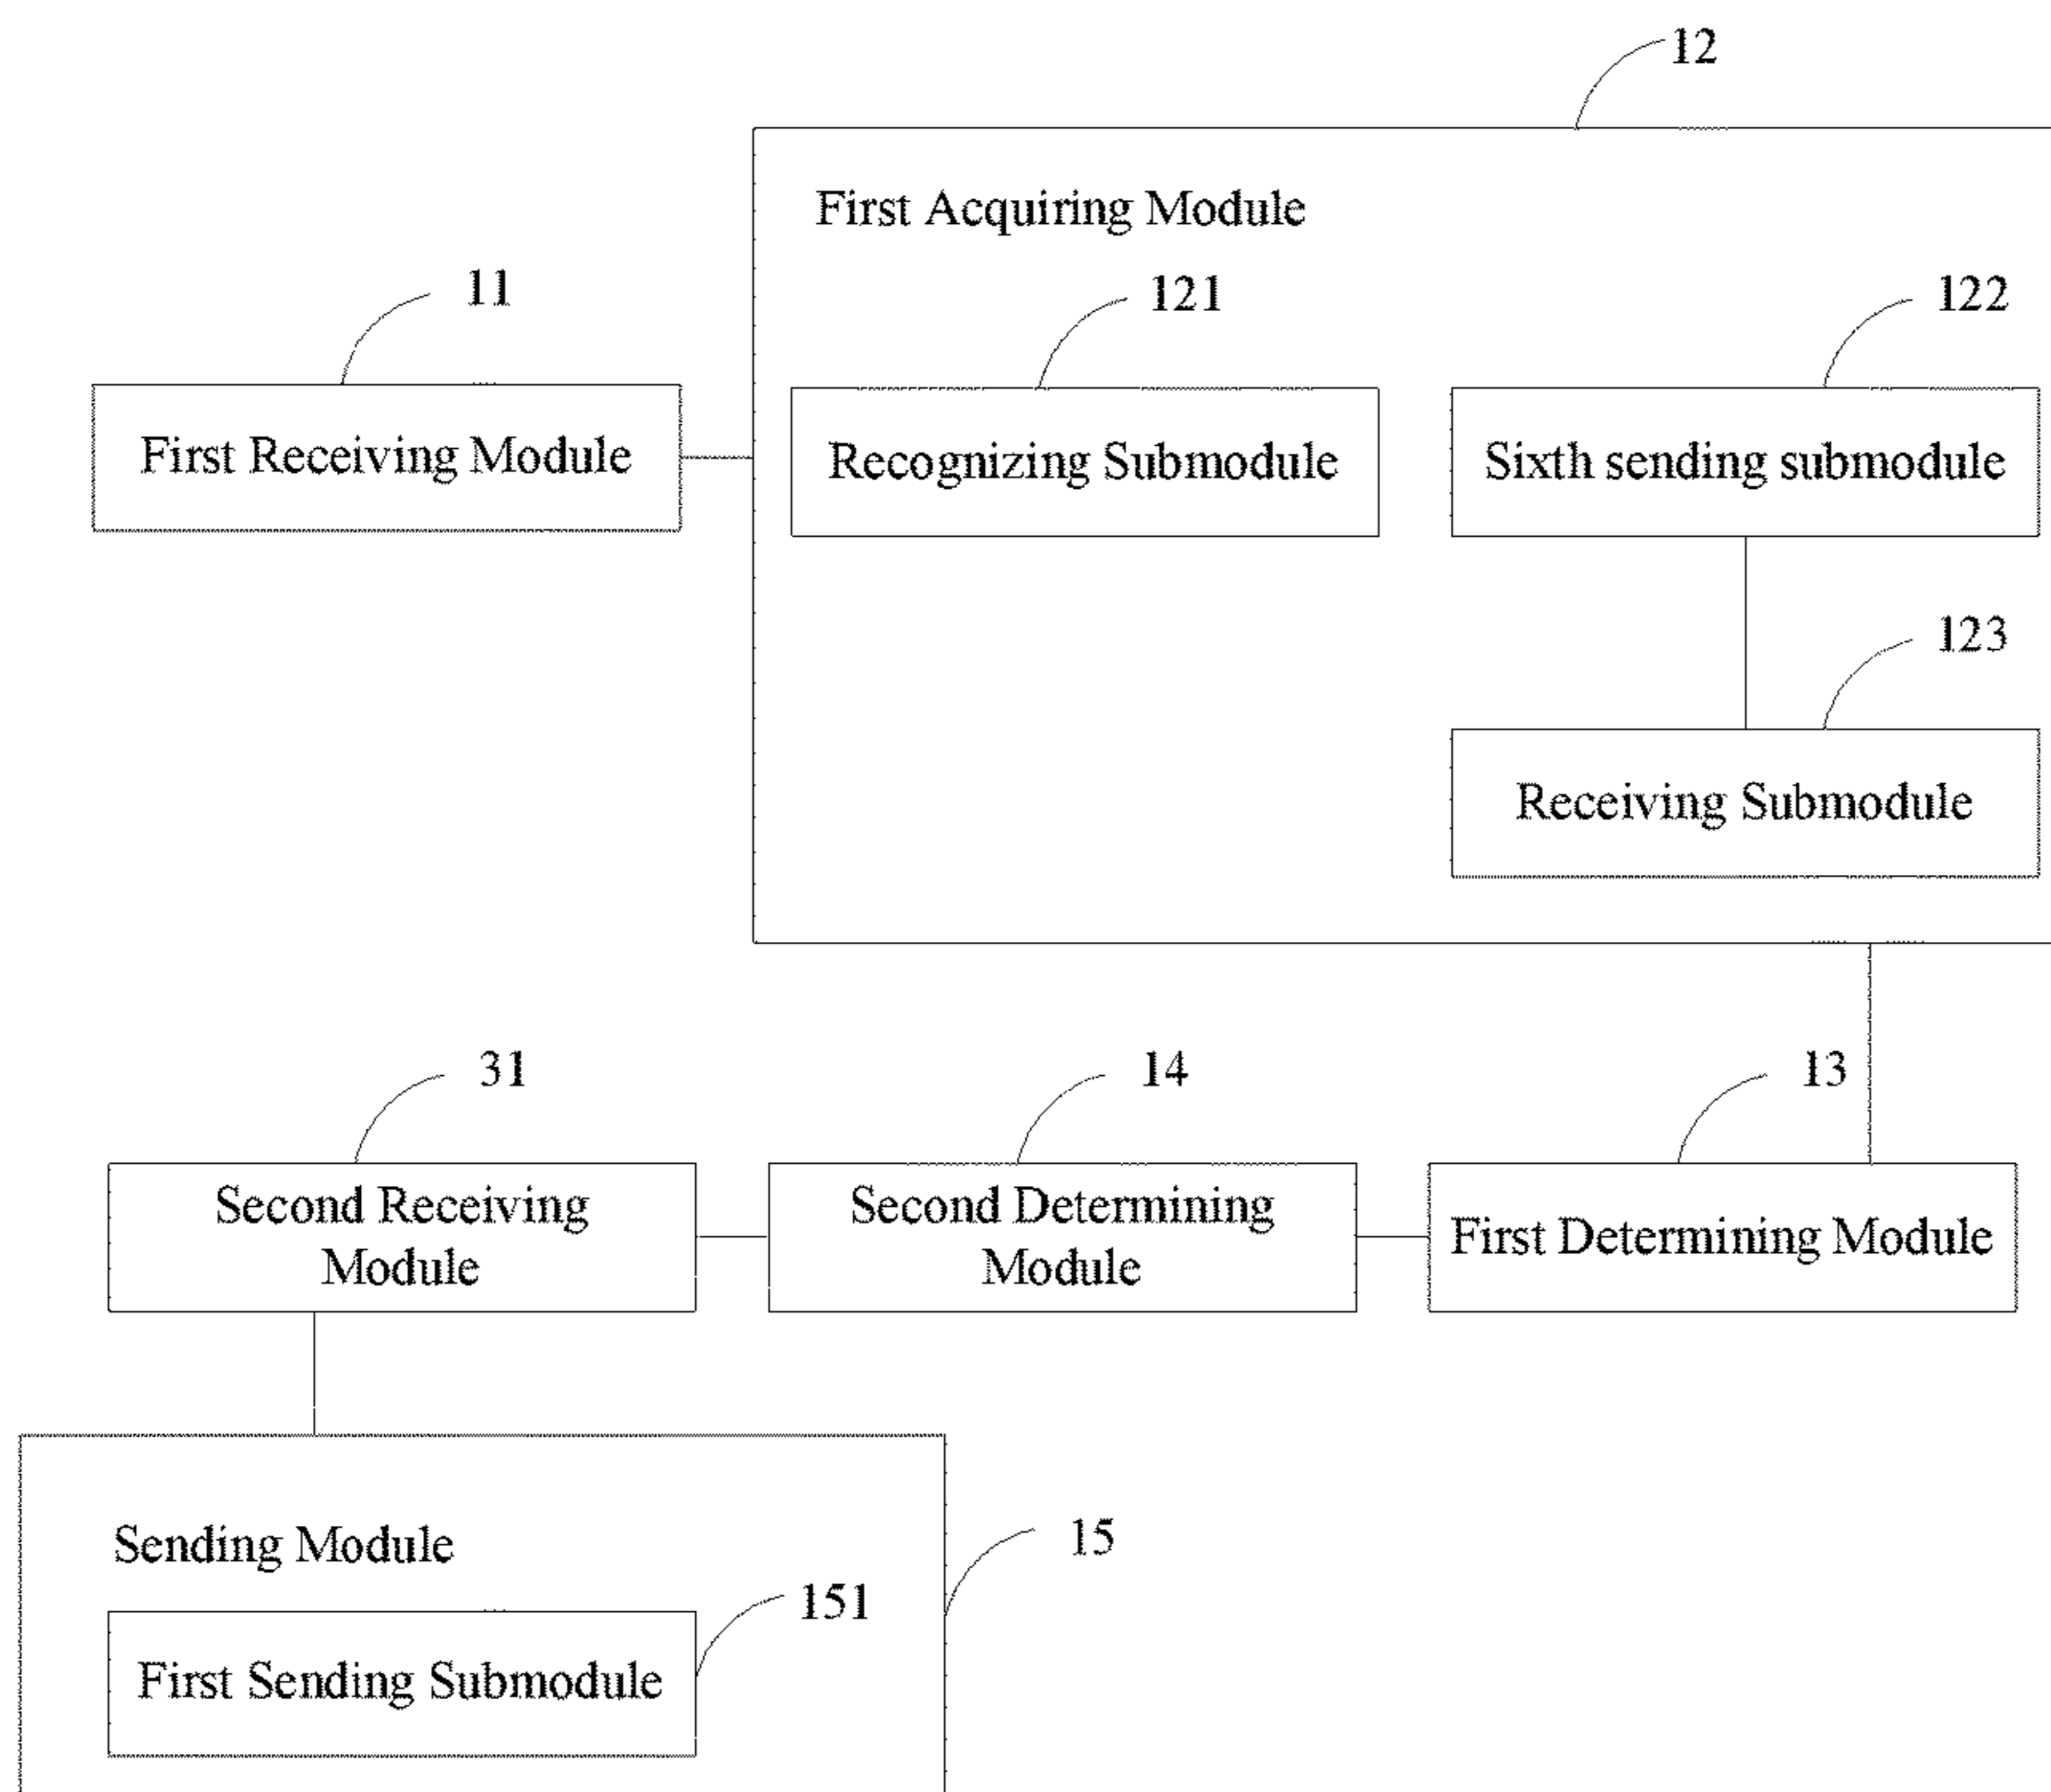 12
First Acquiring Module
11
121
122
First Receiving Module
Recognizing Submodule
Sixth sending submodule
123
Receiving Submodule
31
14
13
Second Receiving
Module
Second Determining
Module
First Determining Module
Sending Module
15
151
First Sending Submodule